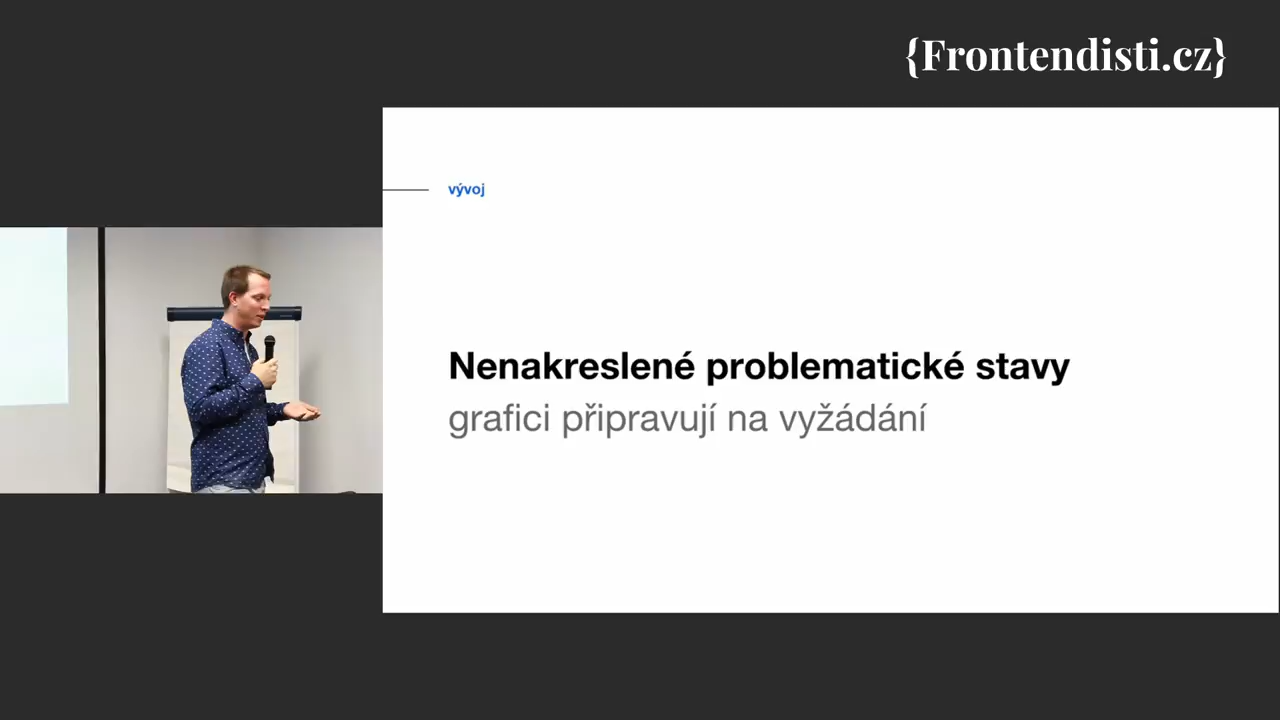 {Frontendisti.cz}
vývoj
Nenakreslené problematické stavy
grafici připravují na vyžádání